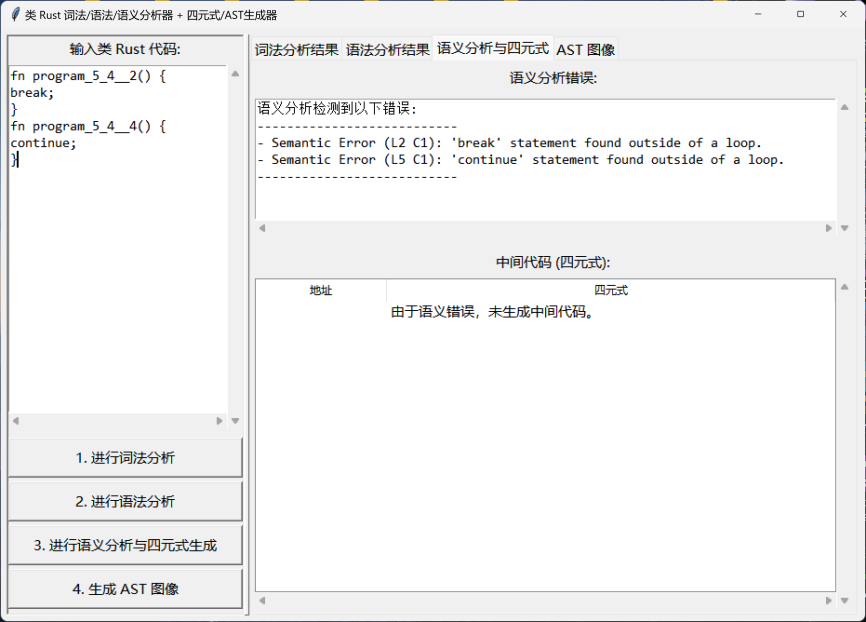 类 Rust 词法/语法/语义分析器 + 四元式/AST生成器
输入类 Rust 代码:
fn program_5_4__2() {
break;
}
fn program_5_4__4() {
continue;
}
1. 进行词法分析
2. 进行语法分析
3. 进行语义分析与四元式生成
4. 生成 AST 图像
词法分析结果 语法分析结果 语义分析与四元式 AST 图像
语义分析错误:
语义分析检测到以下错误:
---------------------------
- Semantic Error (L2 C1): 'break' statement found outside of a loop.
- Semantic Error (L5 C1): 'continue' statement found outside of a loop.
---------------------------
中间代码 (四元式):
地址 四元式
由于语义错误，未生成中间代码。